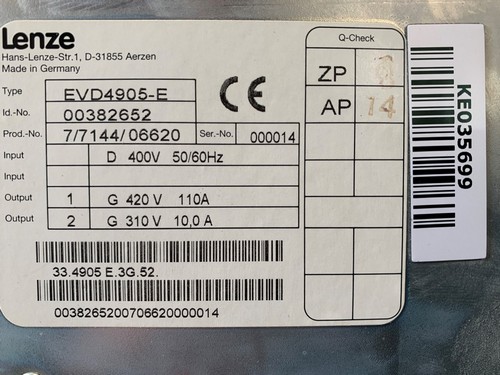 Lenze
Hans-Lenze-Str.1, D-31855 Aerzen
Made in Germany
Type EVD4905-E
CE
Id.-No. 00382652
Prod.-No. 7/7144/06620 Ser.-No. 000014
Input D 400V 50/60Hz
Input
Output 1 G 420 V 110A
Output 2 G 310 V 10,0 A
33.4905 E.3G.52.
0038265200706620000014
Q-Check
ZP
AP 14
KE035699